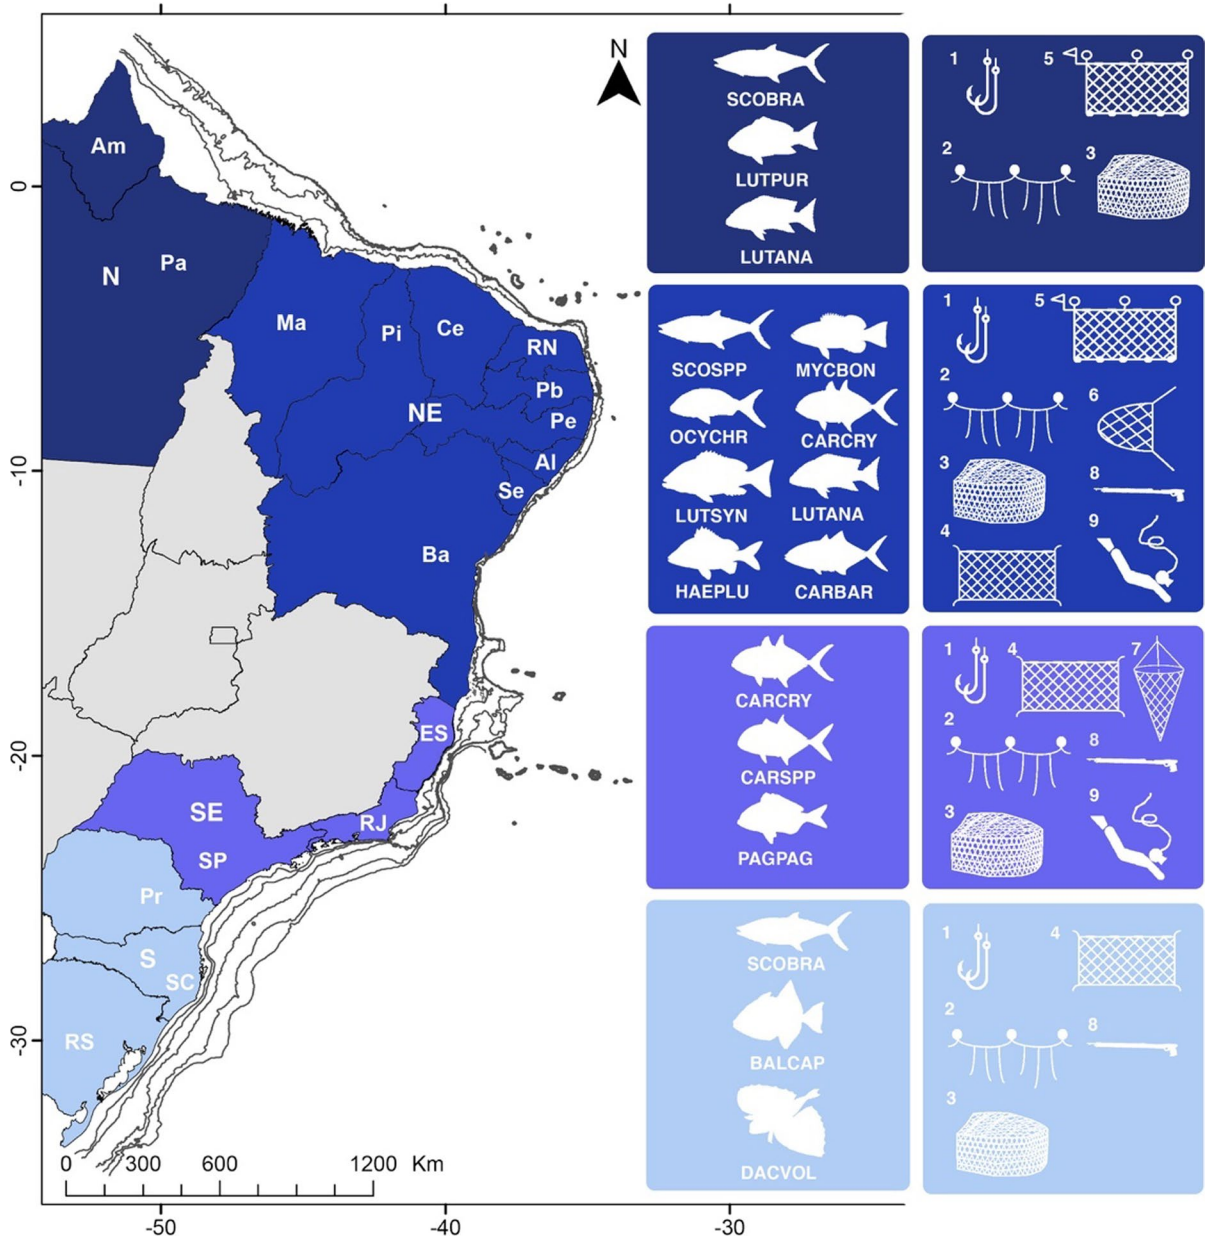 N
Am
Pa
N
Ma
Pi
Ce
RN
Pb
Pe
NE
Al
Se
Ba
ES
SE
RJ
SP
Pr
S
SC
RS
0
-10
-20
-30
0 300 600 1200 Km
-50 -40 -30
SCOBRA
LUTPUR
LUTANA
1 5
2 3
SCOSPP MYCBON
OCYCHR CARCRY
LUTSYN LUTANA
HAEPLU CARBAR
1 5
2 6
3 8
4 9
CARCRY
CARSPP
PAGPAG
1 4 7
2 8
3 9
SCOBRA
BALCAP
DACVOL
1 4
2 8
3